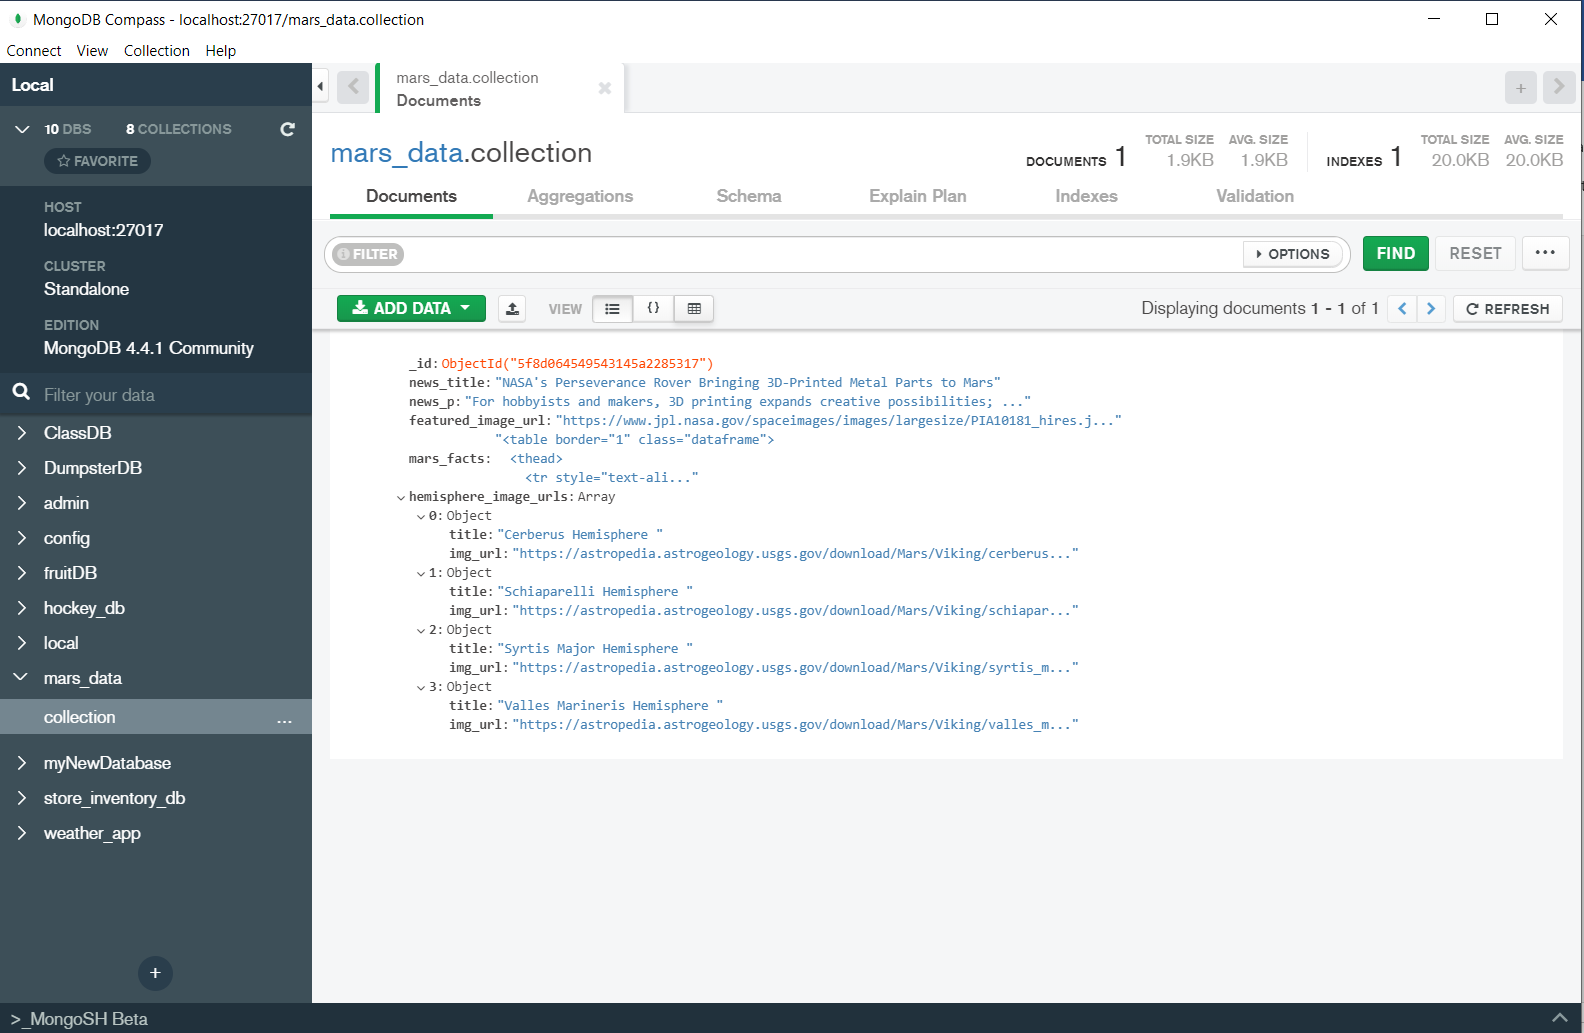 MongoDB Compass - localhost:27017/mars_data.collection
Connect View Collection Help
Local
10 DBS 8 COLLECTIONS
FAVORITE
HOST
localhost:27017
CLUSTER
Standalone
EDITION
MongoDB 4.4.1 Community
Filter your data
ClassDB
DumpsterDB
admin
config
fruitDB
hockey_db
local
mars_data
collection ...
myNewDatabase
store_inventory_db
weather_app
+
>_MongoSH Beta
mars_data.collection
Documents
+
mars_data.collection
DOCUMENTS 1 TOTAL SIZE 1.9KB AVG. SIZE 1.9KB INDEXES 1 TOTAL SIZE 20.0KB AVG. SIZE 20.0KB
Documents Aggregations Schema Explain Plan Indexes Validation
FILTER OPTIONS FIND RESET ...
ADD DATA VIEW {} Displaying documents 1 - 1 of 1 < > REFRESH
_id: ObjectId("5f8d064549543145a2285317")
news_title: "NASA's Perseverance Rover Bringing 3D-Printed Metal Parts to Mars"
news_p: "For hobbyists and makers, 3D printing expands creative possibilities; ..."
featured_image_url: "https://www.jpl.nasa.gov/spaceimages/images/largesize/PIA10181_hires.j..."
"<table border="1" class="dataframe">
mars_facts: <thead>
<tr style="text-ali..."
hemisphere_image_urls: Array
0: Object
title: "Cerberus Hemisphere "
img_url: "https://astropedia.astrogeology.usgs.gov/download/Mars/Viking/cerberus..."
1: Object
title: "Schiaparelli Hemisphere "
img_url: "https://astropedia.astrogeology.usgs.gov/download/Mars/Viking/schiapar..."
2: Object
title: "Syrtis Major Hemisphere "
img_url: "https://astropedia.astrogeology.usgs.gov/download/Mars/Viking/syrtis_m..."
3: Object
title: "Valles Marineris Hemisphere "
img_url: "https://astropedia.astrogeology.usgs.gov/download/Mars/Viking/valles_m..."